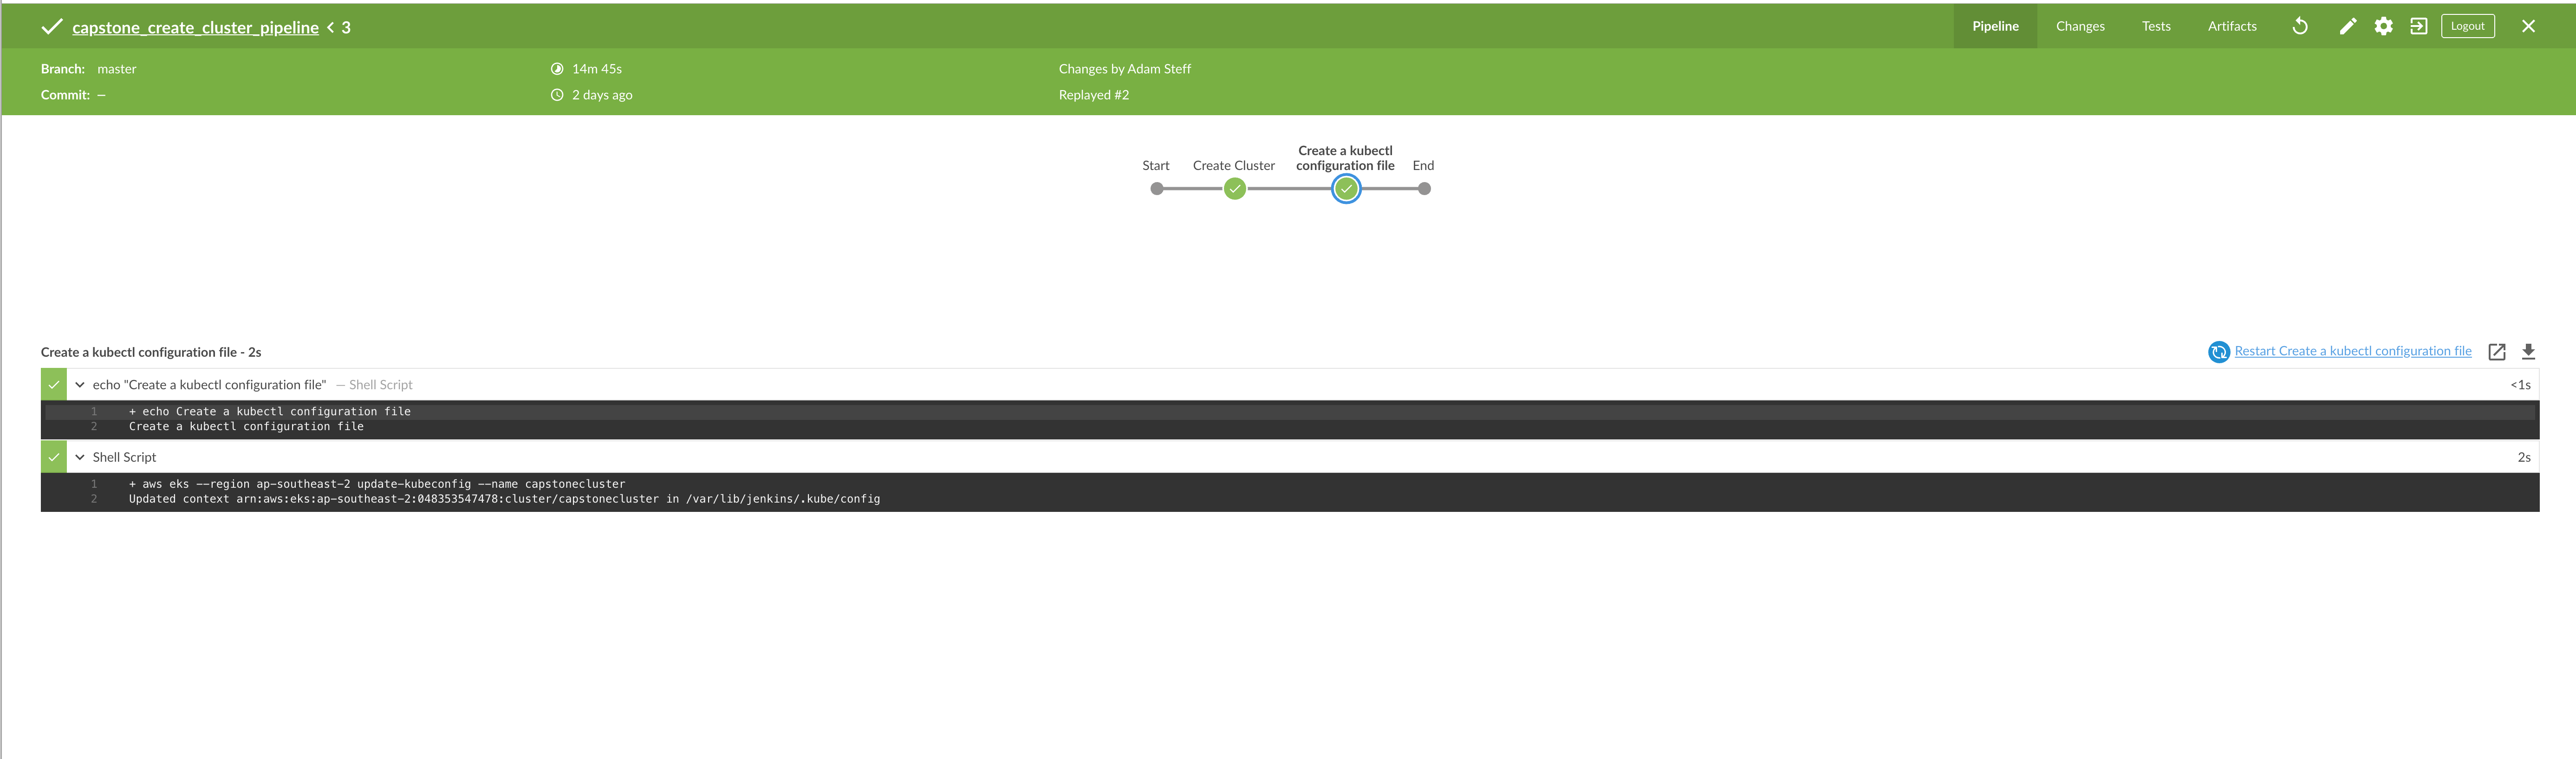 capstone_create_cluster_pipeline < 3
Pipeline Changes Tests Artifacts Logout
Branch: master
14m 45s
Changes by Adam Steff
Commit: –
2 days ago
Replayed #2
Start
Create Cluster
Create a kubectl
configuration file
End
Create a kubectl configuration file - 2s
Restart Create a kubectl configuration file
echo "Create a kubectl configuration file" — Shell Script <1s
1 + echo Create a kubectl configuration file
2 Create a kubectl configuration file
Shell Script 2s
1 + aws eks --region ap-southeast-2 update-kubeconfig --name capstonecluster
2 Updated context arn:aws:eks:ap-southeast-2:048353547478:cluster/capstonecluster in /var/lib/jenkins/.kube/config